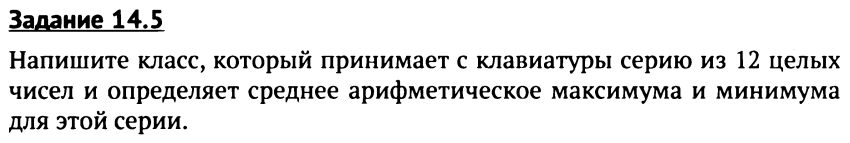 Задание 14.5
Напишите класс, который принимает с клавиатуры серию из 12 целых
чисел и определяет среднее арифметическое максимума и минимума
для этой серии.